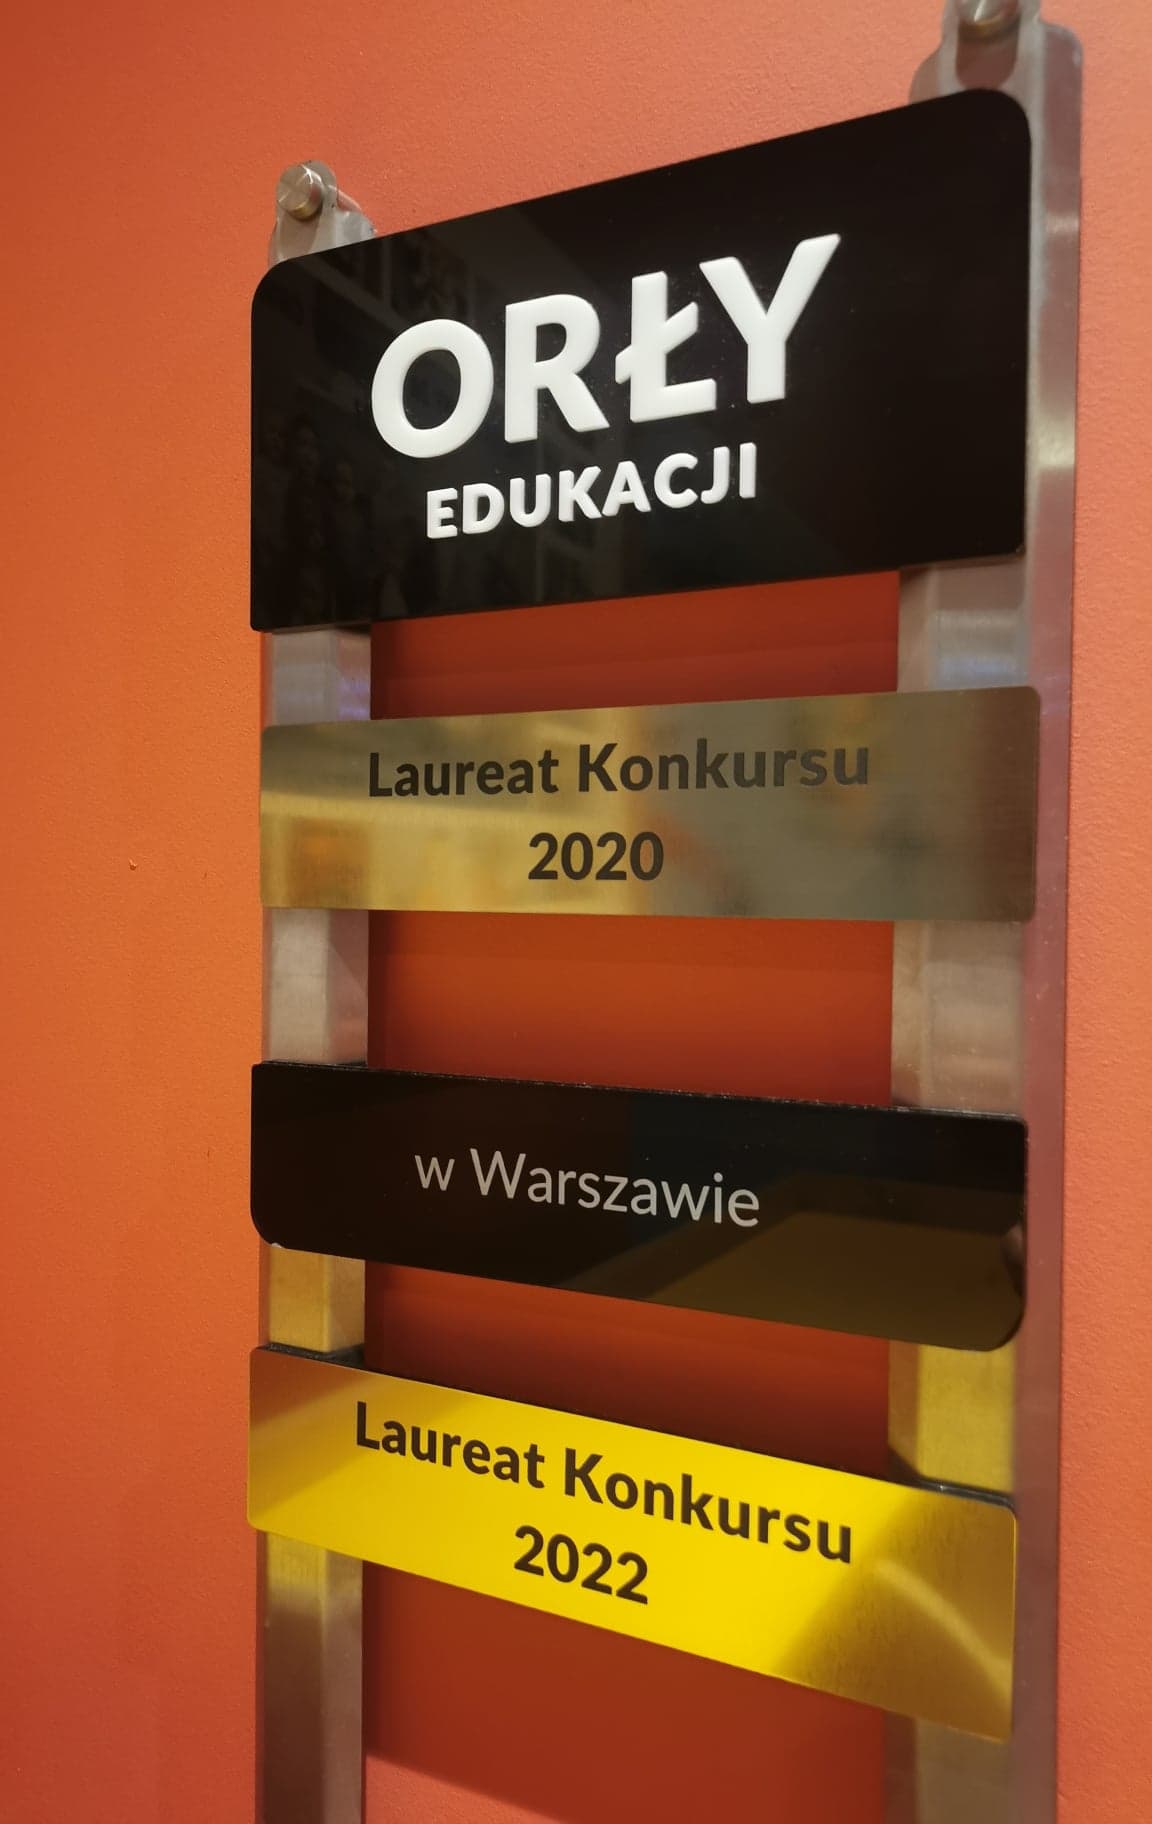 ORŁY
EDUKACJI
Laureat Konkursu
2020
w Warszawie
Laureat Konkursu
2022